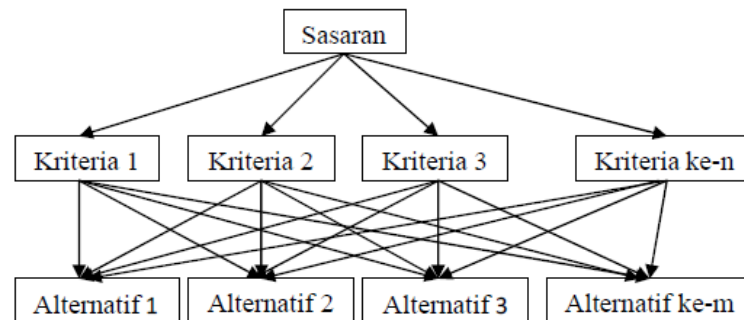 Sasaran
Kriteria 1
Kriteria 2
Kriteria 3
Kriteria ke-n
Alternatif 1
Alternatif 2
Alternatif 3
Alternatif ke-m